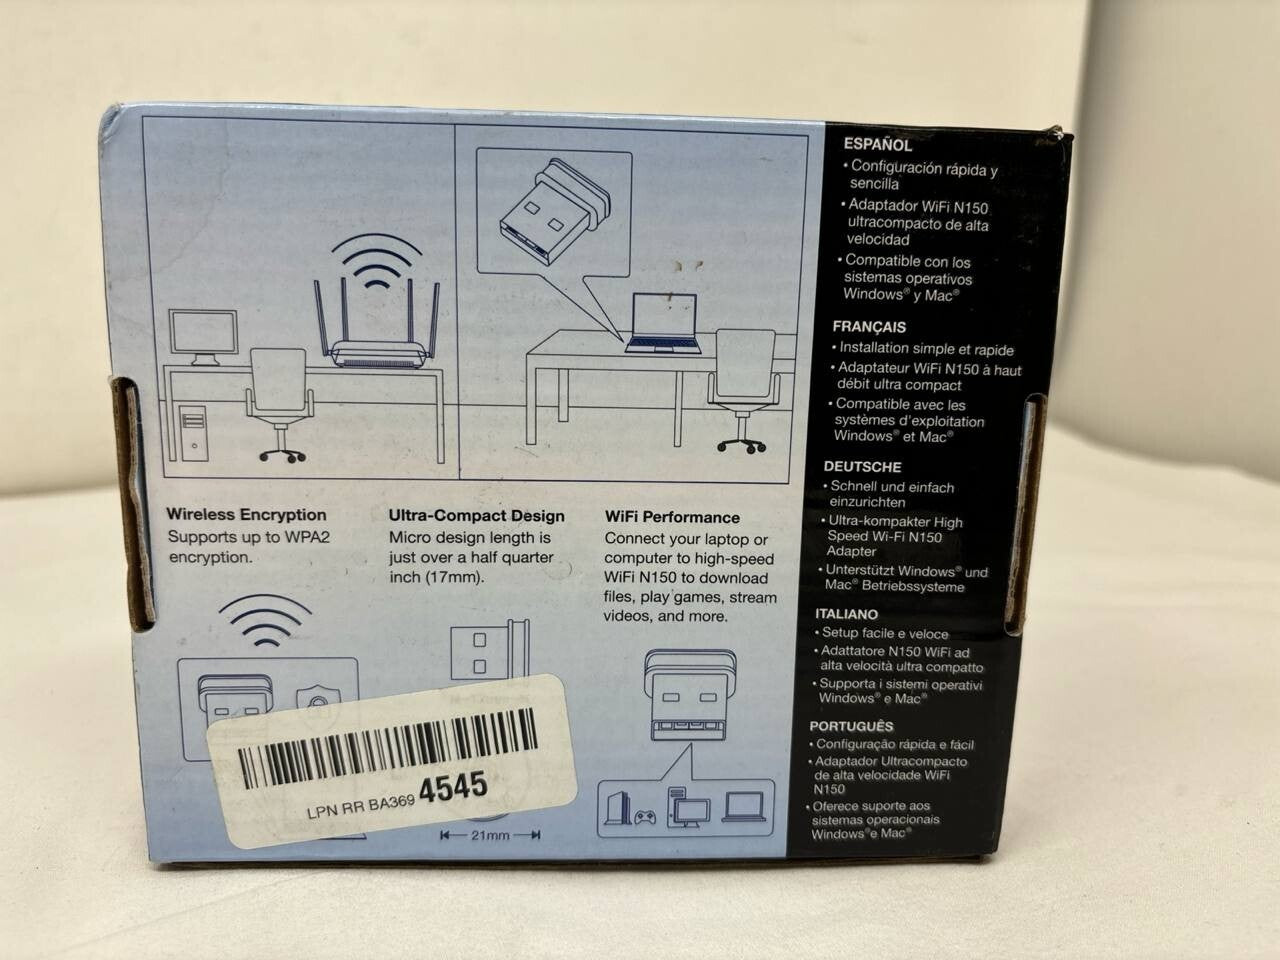 Wireless Encryption
Supports up to WPA2
encryption.
Ultra-Compact Design
Micro design length is
just over a half quarter
inch (17mm).
WiFi Performance
Connect your laptop or
computer to high-speed
WiFi N150 to download
files, play games, stream
videos, and more.
LPN RR BA369 4545
21mm
ESPAÑOL
• Configuración rápida y
sencilla
• Adaptador WiFi N150
ultracompacto de alta
velocidad
• Compatible con los
sistemas operativos
Windows® y Mac®
FRANÇAIS
• Installation simple et rapide
• Adaptateur WiFi N150 à haut
débit ultra compact
• Compatible avec les
systèmes d'exploitation
Windows® et Mac®
DEUTSCHE
• Schnell und einfach
einzurichten
• Ultra-kompakter High
Speed Wi-Fi N150
Adapter
• Unterstützt Windows® und
Mac® Betriebssysteme
ITALIANO
• Setup facile e veloce
• Adattatore N150 WiFi ad
alta velocità ultra compatto
• Supporta i sistemi operativi
Windows® e Mac®
PORTUGUÊS
• Configuração rápida e fácil
• Adaptador Ultracompacto
de alta velocidade WiFi
N150
• Oferece suporte aos
sistemas operacionais
Windows®e Mac®